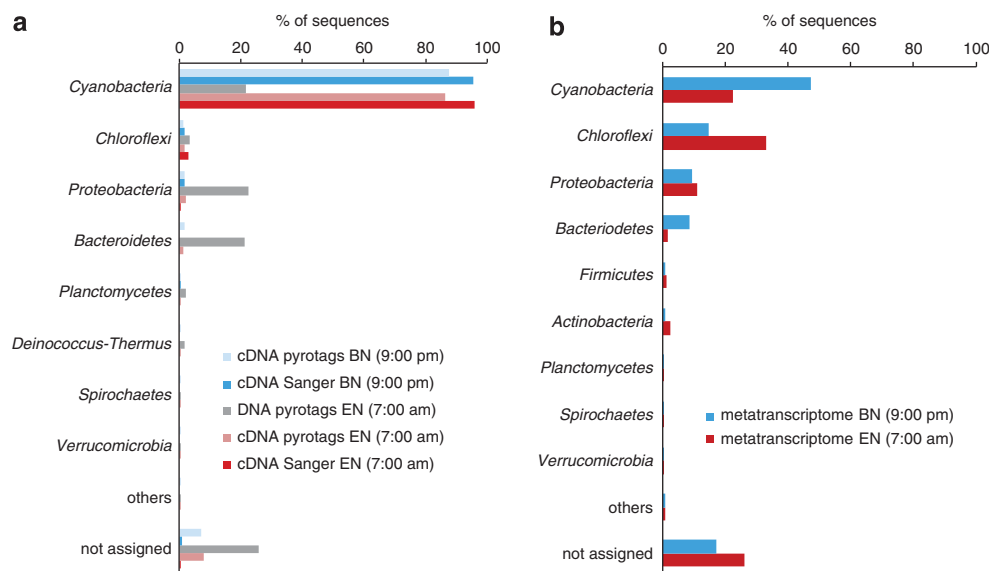 a
% of sequences
0 20 40 60 80 100
Cyanobacteria
Chloroflexi
Proteobacteria
Bacteroidetes
Planctomycetes
Deinococcus-Thermus
Spirochaetes
Verrucomicrobia
others
not assigned
cDNA pyrotags BN (9:00 pm)
cDNA Sanger BN (9:00 pm)
DNA pyrotags EN (7:00 am)
cDNA pyrotags EN (7:00 am)
cDNA Sanger EN (7:00 am)
b
% of sequences
0 20 40 60 80 100
Cyanobacteria
Chloroflexi
Proteobacteria
Bacteriodetes
Firmicutes
Actinobacteria
Planctomycetes
Spirochaetes
Verrucomicrobia
others
not assigned
metatranscriptome BN (9:00 pm)
metatranscriptome EN (7:00 am)